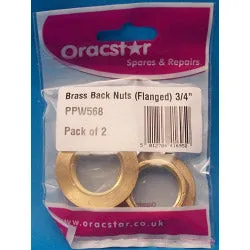 Oracstar
Spares & Repairs
Brass Back Nuts (Flanged) 3/4"
PPW568
Pack of 2
www.oracstar.co.uk